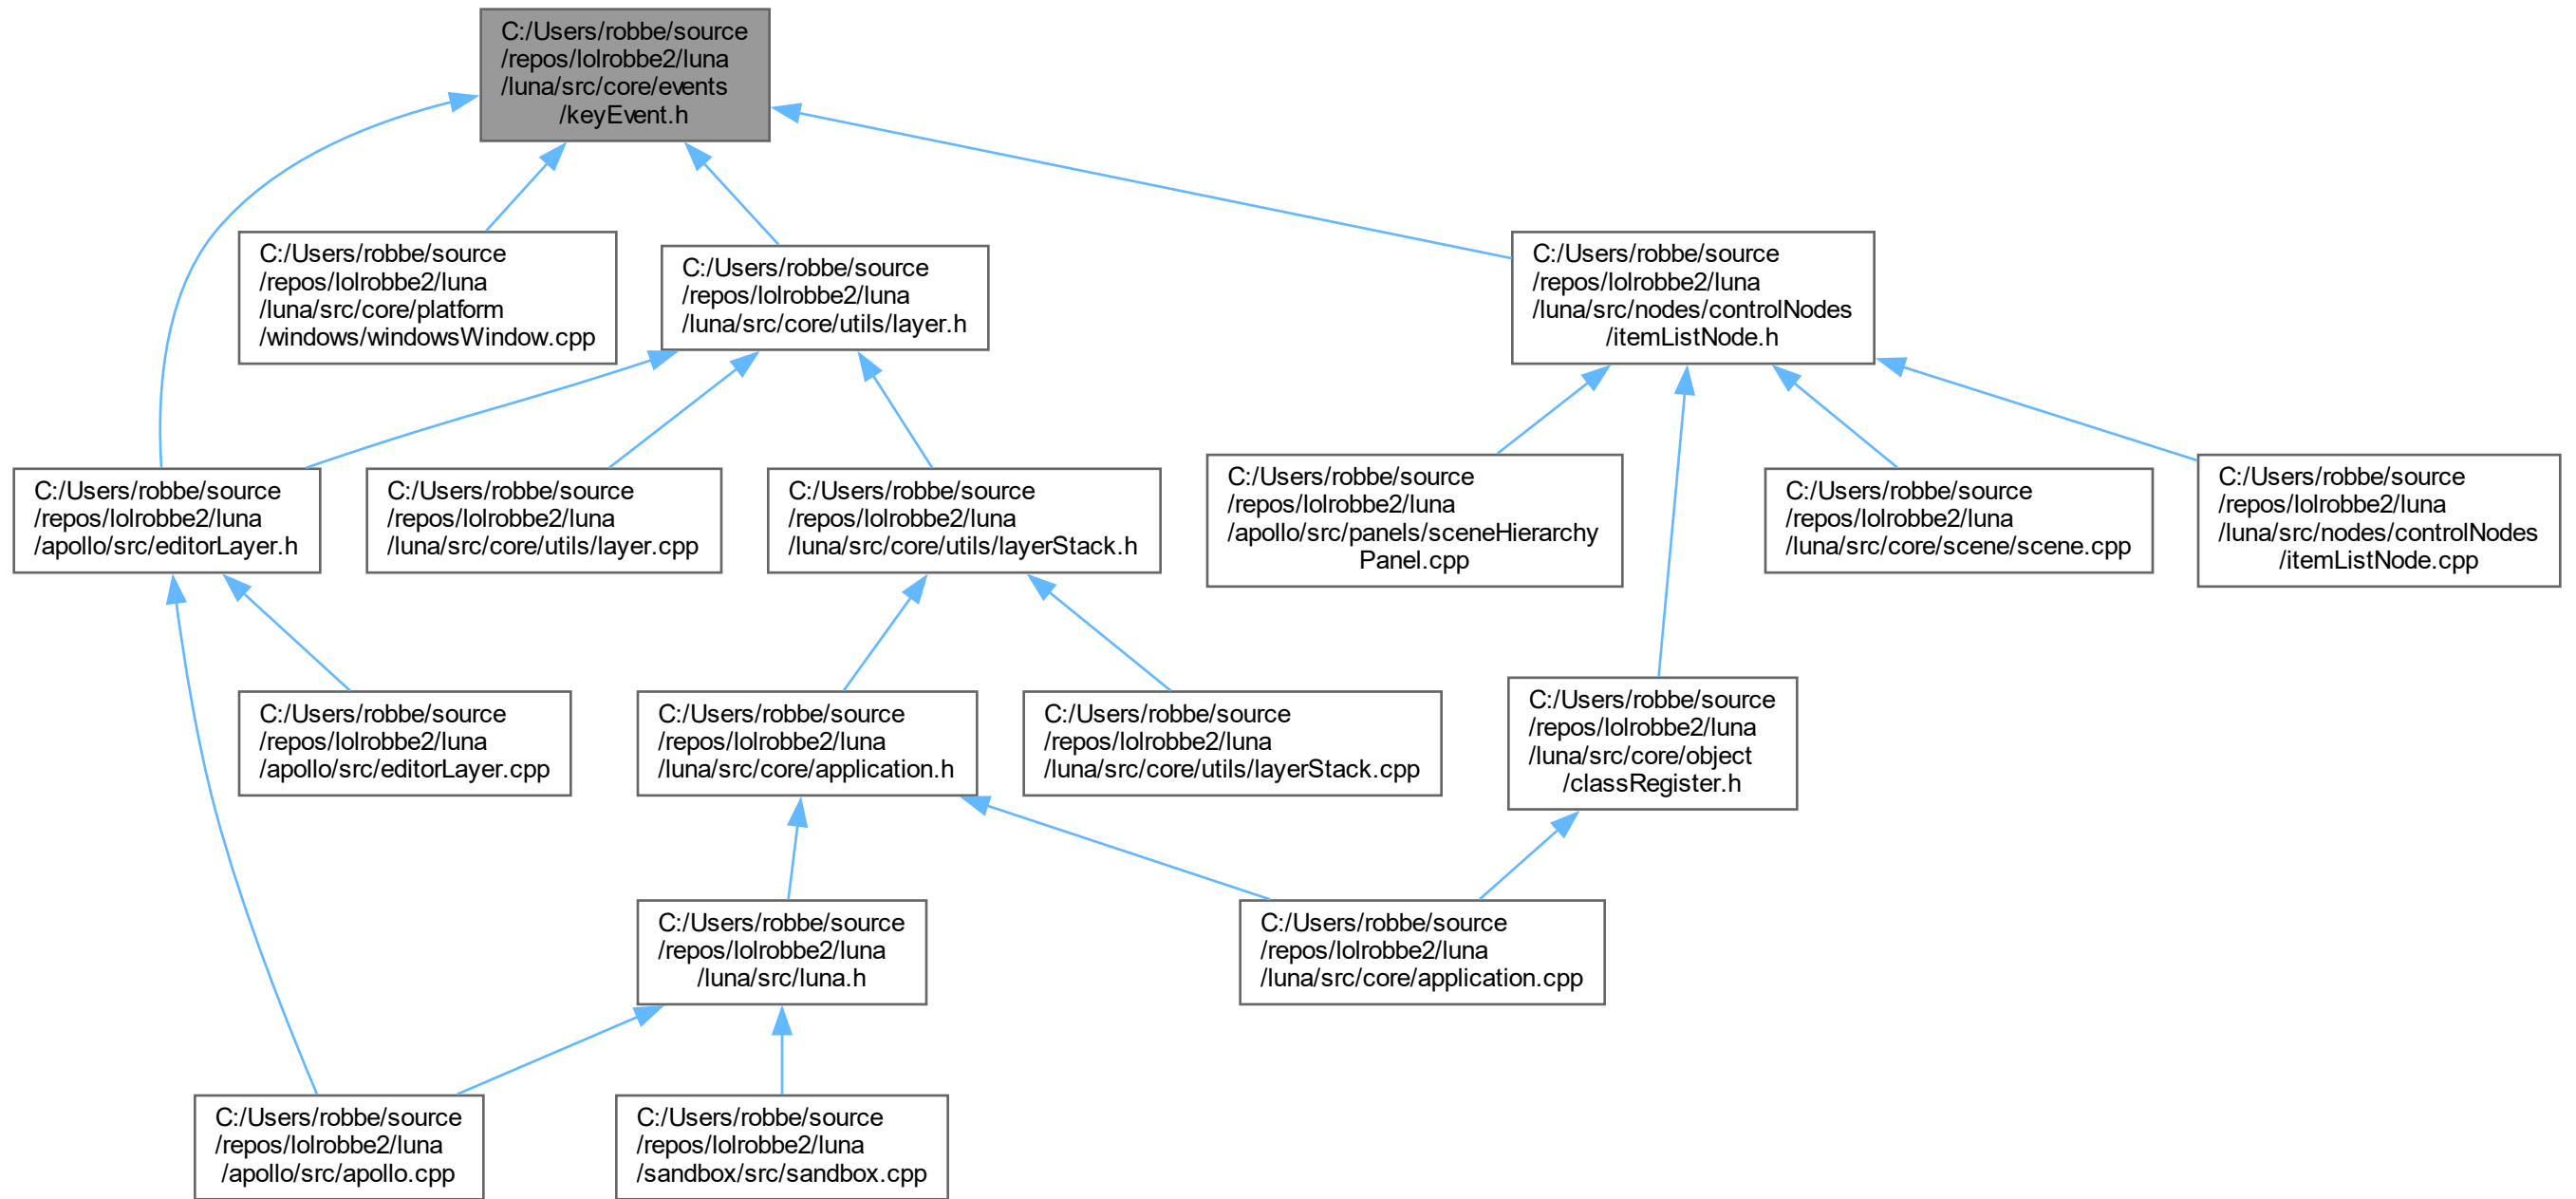 C:/Users/robbe/source
/repos/lolrobbe2/luna
/luna/src/core/events
/keyEvent.h
C:/Users/robbe/source
/repos/lolrobbe2/luna
/luna/src/core/platform
/windows/windowsWindow.cpp
C:/Users/robbe/source
/repos/lolrobbe2/luna
/luna/src/core/utils/layer.h
C:/Users/robbe/source
/repos/lolrobbe2/luna
/luna/src/nodes/controlNodes
/itemListNode.h
C:/Users/robbe/source
/repos/lolrobbe2/luna
/apollo/src/editorLayer.h
C:/Users/robbe/source
/repos/lolrobbe2/luna
/luna/src/core/utils/layer.cpp
C:/Users/robbe/source
/repos/lolrobbe2/luna
/luna/src/core/utils/layerStack.h
C:/Users/robbe/source
/repos/lolrobbe2/luna
/apollo/src/panels/sceneHierarchy
Panel.cpp
C:/Users/robbe/source
/repos/lolrobbe2/luna
/luna/src/core/scene/scene.cpp
C:/Users/robbe/source
/repos/lolrobbe2/luna
/luna/src/nodes/controlNodes
/itemListNode.cpp
C:/Users/robbe/source
/repos/lolrobbe2/luna
/apollo/src/editorLayer.cpp
C:/Users/robbe/source
/repos/lolrobbe2/luna
/luna/src/core/application.h
C:/Users/robbe/source
/repos/lolrobbe2/luna
/luna/src/core/utils/layerStack.cpp
C:/Users/robbe/source
/repos/lolrobbe2/luna
/luna/src/core/object
/classRegister.h
C:/Users/robbe/source
/repos/lolrobbe2/luna
/luna/src/luna.h
C:/Users/robbe/source
/repos/lolrobbe2/luna
/luna/src/core/application.cpp
C:/Users/robbe/source
/repos/lolrobbe2/luna
/apollo/src/apollo.cpp
C:/Users/robbe/source
/repos/lolrobbe2/luna
/sandbox/src/sandbox.cpp